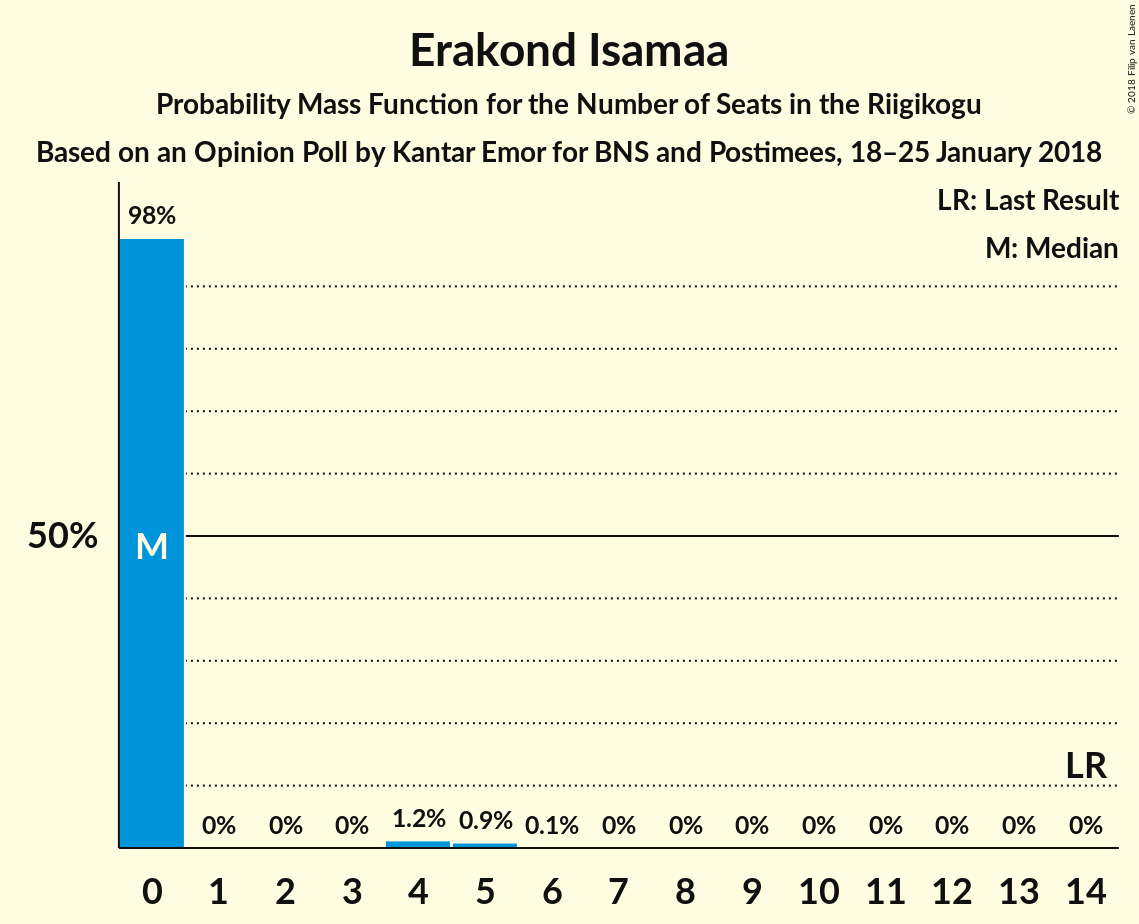 Erakond Isamaa
Probability Mass Function for the Number of Seats in the Riigikogu
Based on an Opinion Poll by Kantar Emor for BNS and Postimees, 18–25 January 2018
© 2018 Filip van Laenen
LR: Last Result
M: Median
98%
50%
M
LR
0% 0% 0% 1.2% 0.9% 0.1% 0% 0% 0% 0% 0% 0% 0% 0%
0 1 2 3 4 5 6 7 8 9 10 11 12 13 14